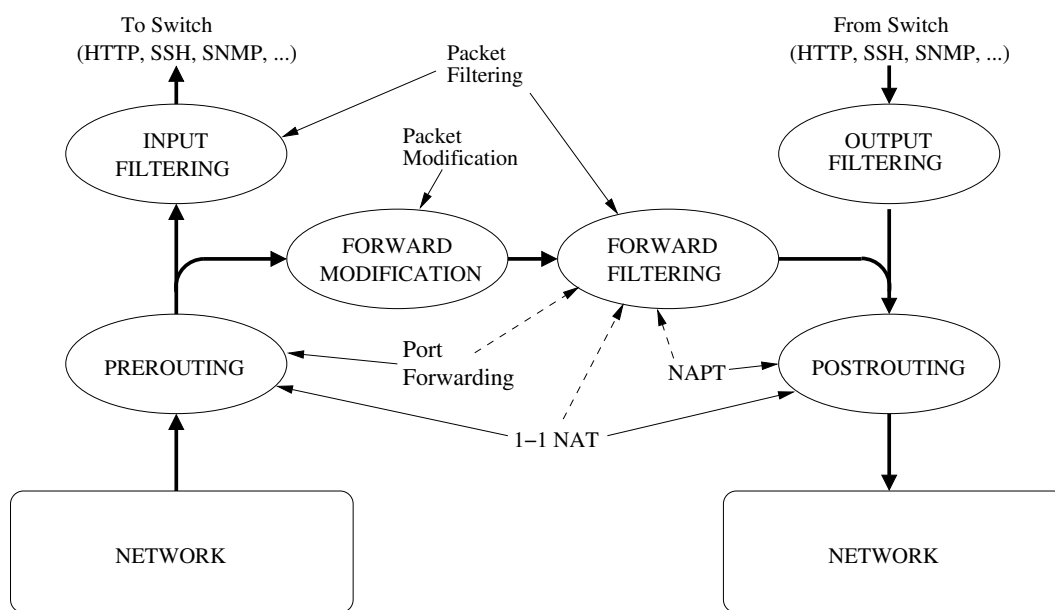 To Switch
(HTTP, SSH, SNMP, ...)
From Switch
(HTTP, SSH, SNMP, ...)
Packet
Filtering
INPUT
FILTERING
Packet
Modification
OUTPUT
FILTERING
FORWARD
MODIFICATION
FORWARD
FILTERING
PREROUTING
Port
Forwarding
NAPT
POSTROUTING
1−1 NAT
NETWORK
NETWORK